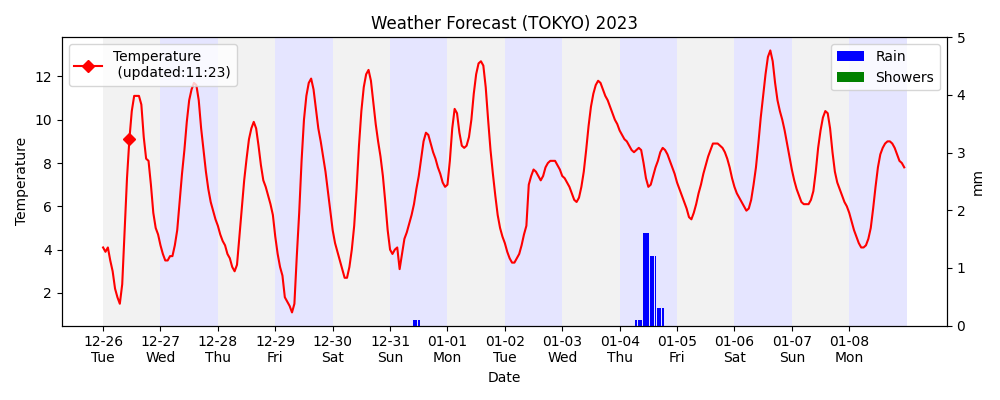 Weather Forecast (TOKYO) 2023
Temperature
(updated:11:23)
Rain
Showers
Temperature
12
10
8
6
4
2
5
4
3
2
1
0
mm
12-26 12-27 12-28 12-29 12-30 12-31 01-01 01-02 01-03 01-04 01-05 01-06 01-07 01-08
Tue Wed Thu Fri Sat Sun Mon Tue Wed Thu Fri Sat Sun Mon
Date